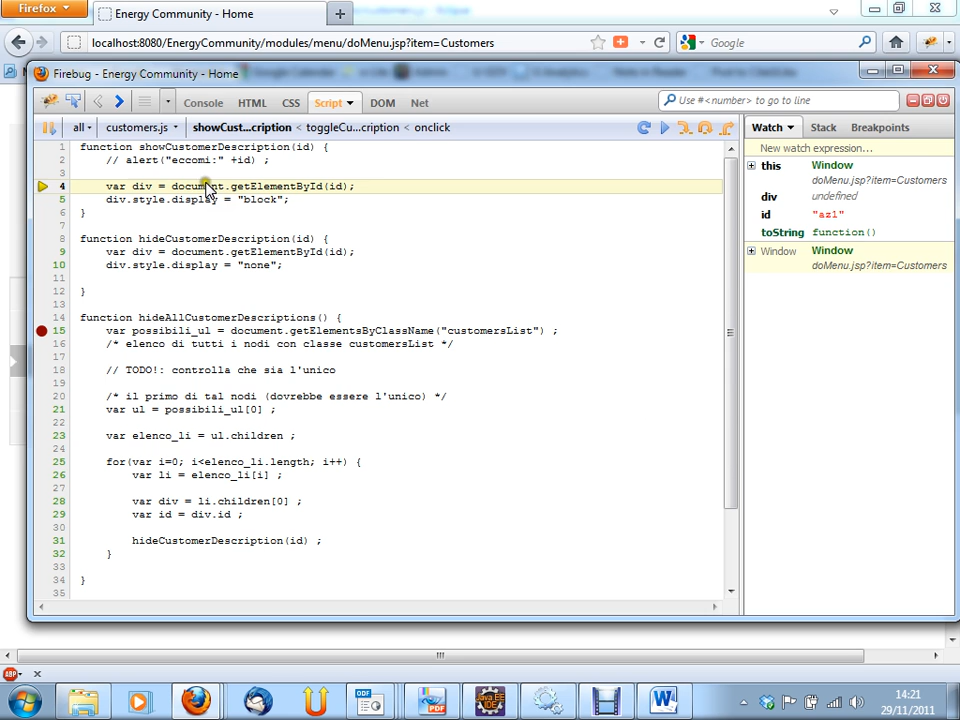 Firefox
Energy Community - Home
localhost:8080/EnergyCommunity/modules/menu/doMenu.jsp?item=Customers
Google
Firebug - Energy Community - Home
Console
HTML
CSS
Script
DOM
Net
Use #<number> to go to line
all
customers.js
showCust...cription < toggleCu...cription < onclick
Watch
Stack
Breakpoints
1 function showCustomerDescription(id) {
2 // alert("eccomi:" +id) ;
3
4 var div = document.getElementById(id);
5 div.style.display = "block";
6 }
7
8 function hideCustomerDescription(id) {
9 var div = document.getElementById(id);
10 div.style.display = "none";
11
12 }
13
14 function hideAllCustomerDescriptions() {
15 var possibili_ul = document.getElementsByClassName("customersList") ;
16 /* elenco di tutti i nodi con classe customersList */
17
18 // TODO!: controlla che sia l'unico
19
20 /* il primo di tal nodi (dovrebbe essere l'unico) */
21 var ul = possibili_ul[0] ;
22
23 var elenco_li = ul.children ;
24
25 for(var i=0; i<elenco_li.length; i++) {
26 var li = elenco_li[i] ;
27
28 var div = li.children[0] ;
29 var id = div.id ;
30
31 hideCustomerDescription(id) ;
32 }
33
34 }
35
New watch expression...
this Window
doMenu.jsp?item=Customers
div undefined
id "az1"
toString function()
Window Window
doMenu.jsp?item=Customers
ABP
ODF
PDF
Java EE
IDE
W
14:21
29/11/2011